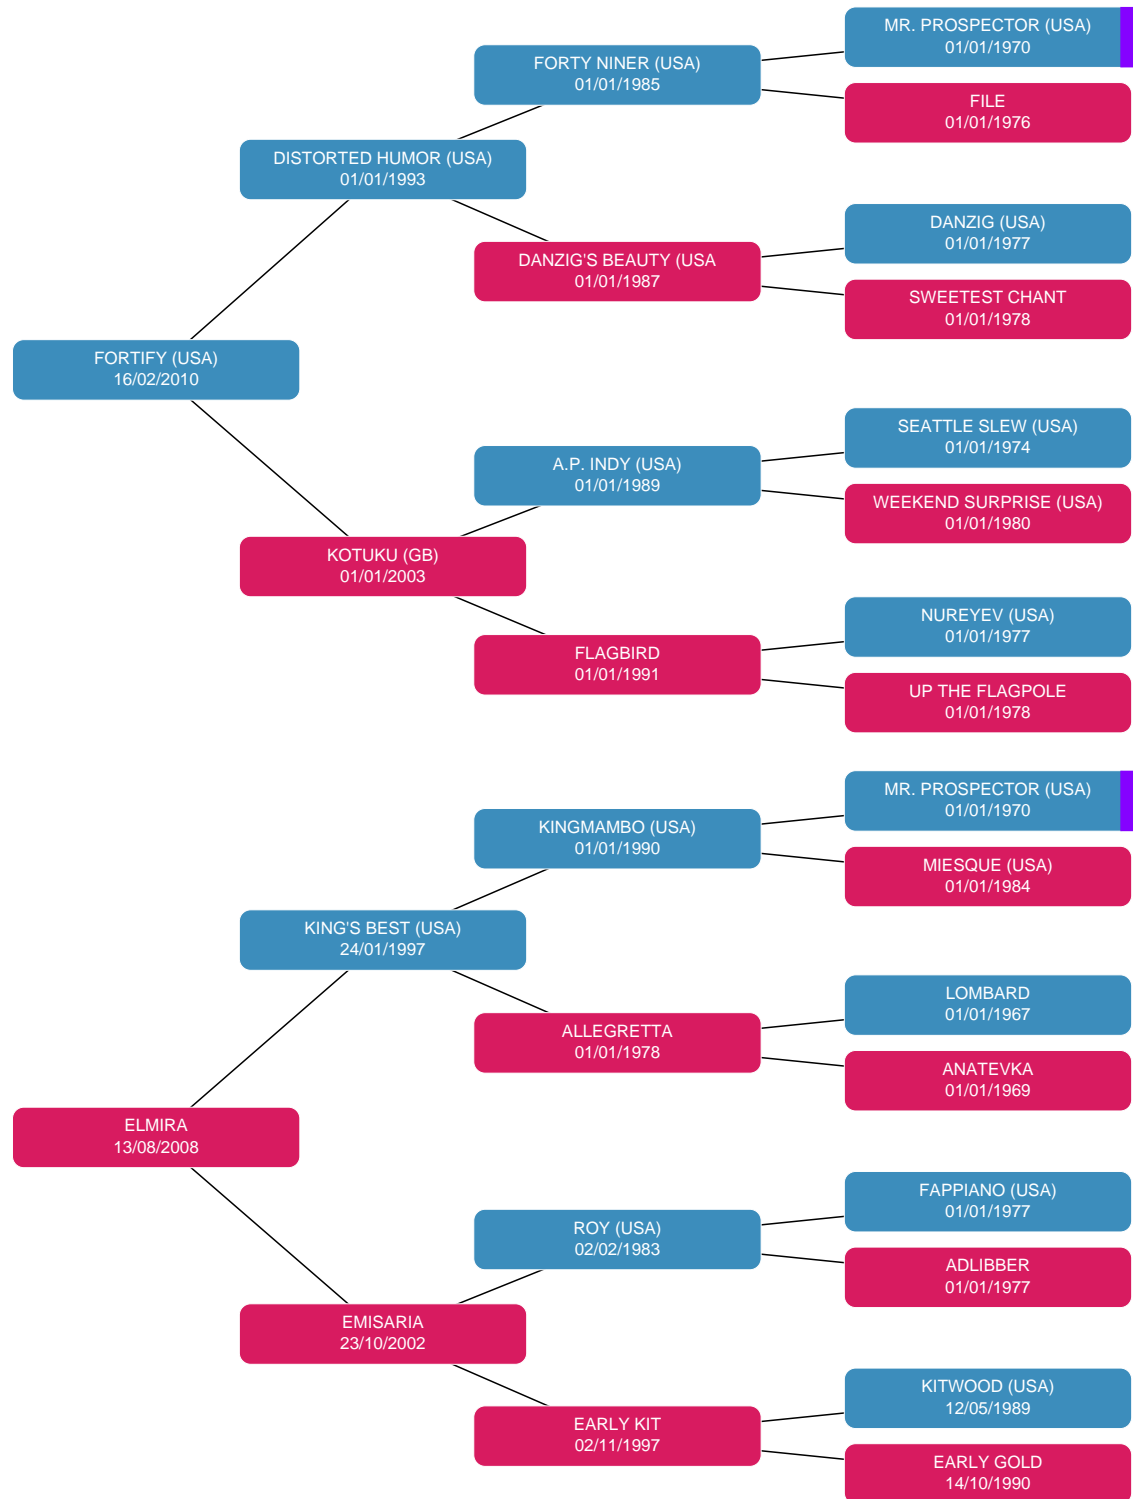 MR. PROSPECTOR (USA)
01/01/1970
FORTY NINER (USA)
01/01/1985
FILE
01/01/1976
DISTORTED HUMOR (USA)
01/01/1993
DANZIG (USA)
01/01/1977
DANZIG'S BEAUTY (USA
01/01/1987
SWEETEST CHANT
01/01/1978
FORTIFY (USA)
16/02/2010
SEATTLE SLEW (USA)
01/01/1974
A.P. INDY (USA)
01/01/1989
WEEKEND SURPRISE (USA)
01/01/1980
KOTUKU (GB)
01/01/2003
NUREYEV (USA)
01/01/1977
FLAGBIRD
01/01/1991
UP THE FLAGPOLE
01/01/1978
MR. PROSPECTOR (USA)
01/01/1970
KINGMAMBO (USA)
01/01/1990
MIESQUE (USA)
01/01/1984
KING'S BEST (USA)
24/01/1997
LOMBARD
01/01/1967
ALLEGRETTA
01/01/1978
ANATEVKA
01/01/1969
ELMIRA
13/08/2008
FAPPIANO (USA)
01/01/1977
ROY (USA)
02/02/1983
ADLIBBER
01/01/1977
EMISARIA
23/10/2002
KITWOOD (USA)
12/05/1989
EARLY KIT
02/11/1997
EARLY GOLD
14/10/1990